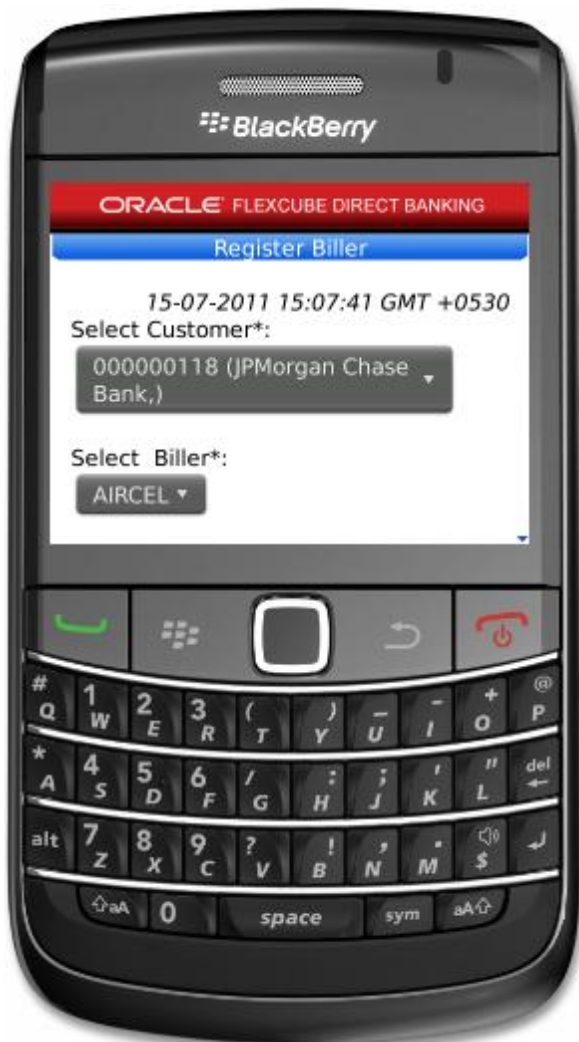 BlackBerry
ORACLE FLEXCUBE DIRECT BANKING
Register Biller
15-07-2011 15:07:41 GMT +0530
Select Customer*:
000000118 (JPMorgan Chase
Bank,)
Select Biller*:
AIRCEL
# 1 2 3 ( ) _ - + @
Q W E R T Y U I O P
* 4 5 6 / : ; ' " del
A S D F G H J K L
alt 7 8 9 ? ! , . $
Z X C V B N M
aA 0 space sym aA